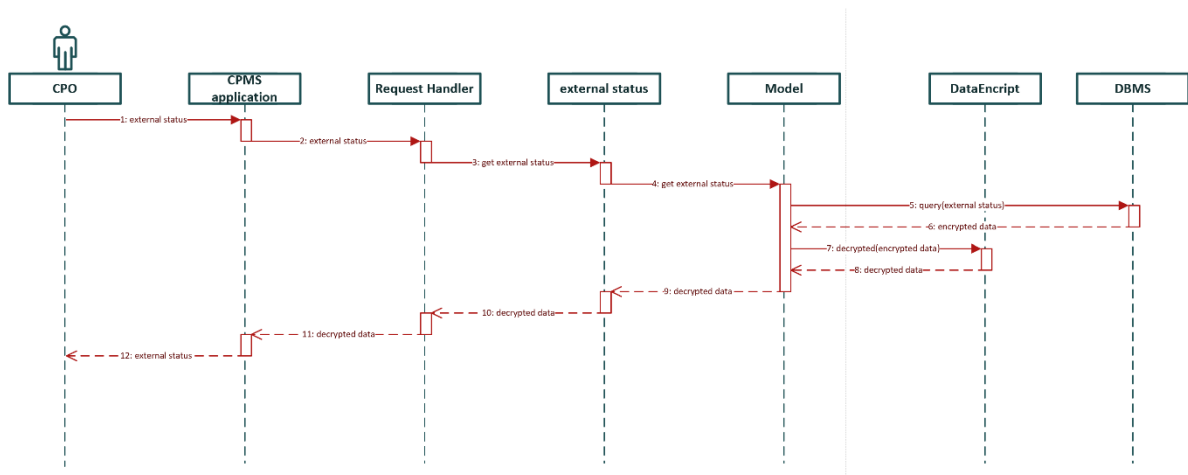 CPO
CPMS
application
Request Handler
external status
Model
DataEncript
DBMS
1: external status
2: external status
3: get external status
4: get external status
5: query(external status)
6: encrypted data
7: decrypted(encrypted data)
8: decrypted data
9: decrypted data
10: decrypted data
11: decrypted data
12: external status